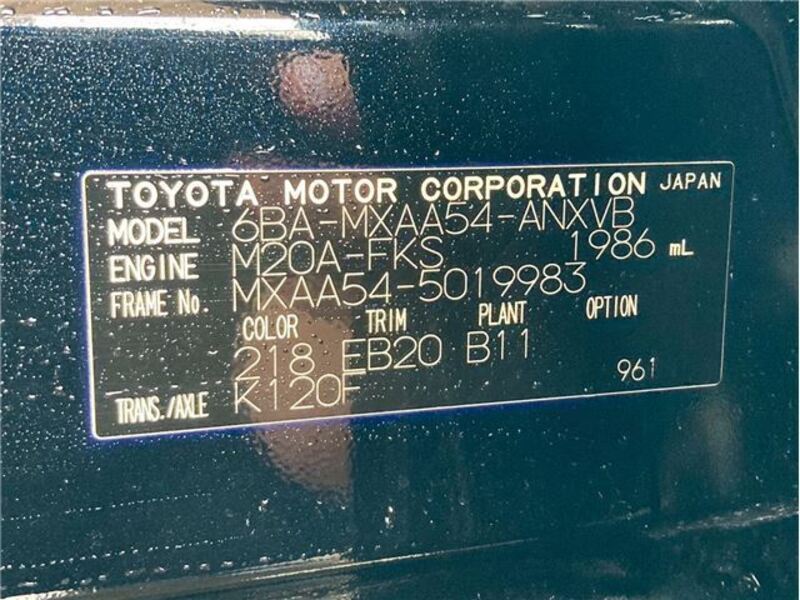 TOYOTA MOTOR CORPORATION JAPAN
MODEL 6BA-MXAA54-ANXVB
ENGINE M20A-FKS 1986 mL
FRAME No. MXAA54-5019983
COLOR TRIM PLANT OPTION
218 EB20 B11
TRANS./AXLE K120F 961